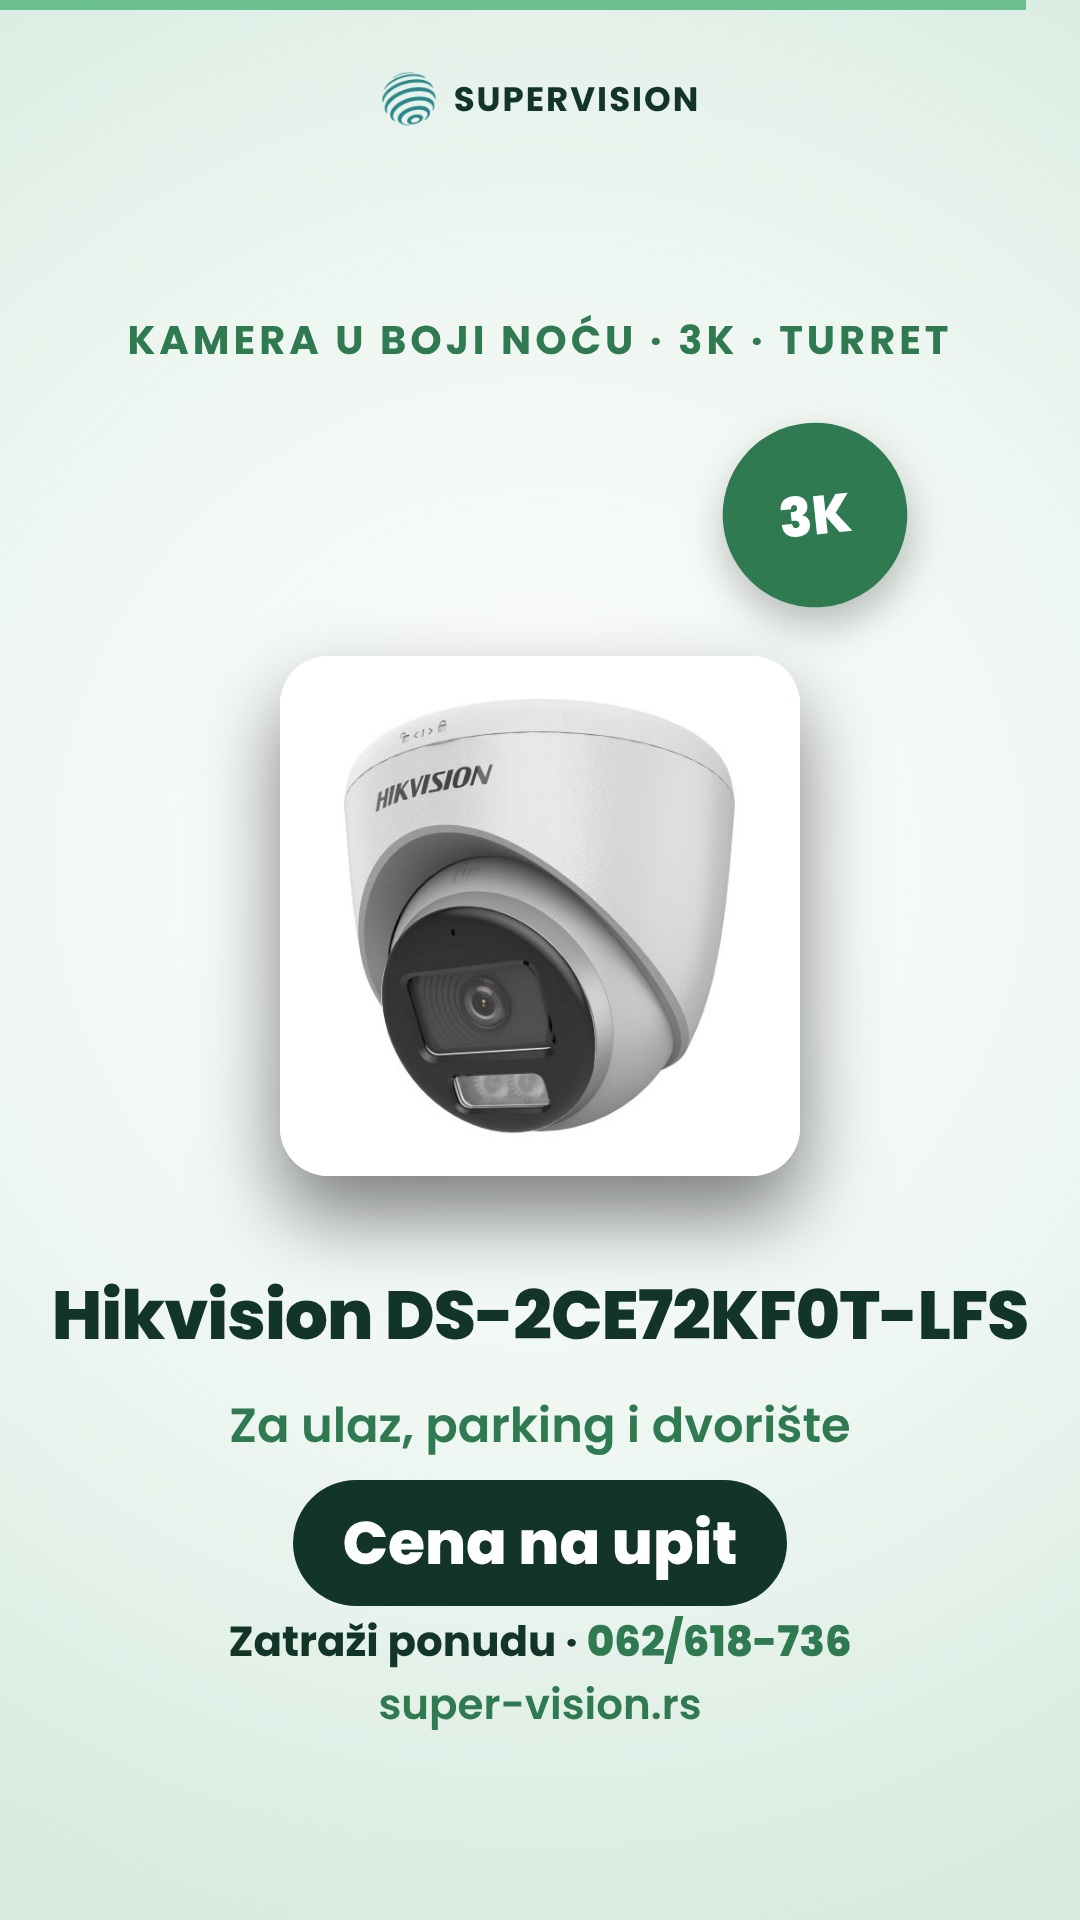 SUPERVISION
KAMERA U BOJI NOĆU · 3K · TURRET
3K
HIKVISION
UP
Hikvision DS-2CE72KF0T-LFS
Za ulaz, parking i dvorište
Cena na upit
Zatraži ponudu · 062/618-736
super-vision.rs